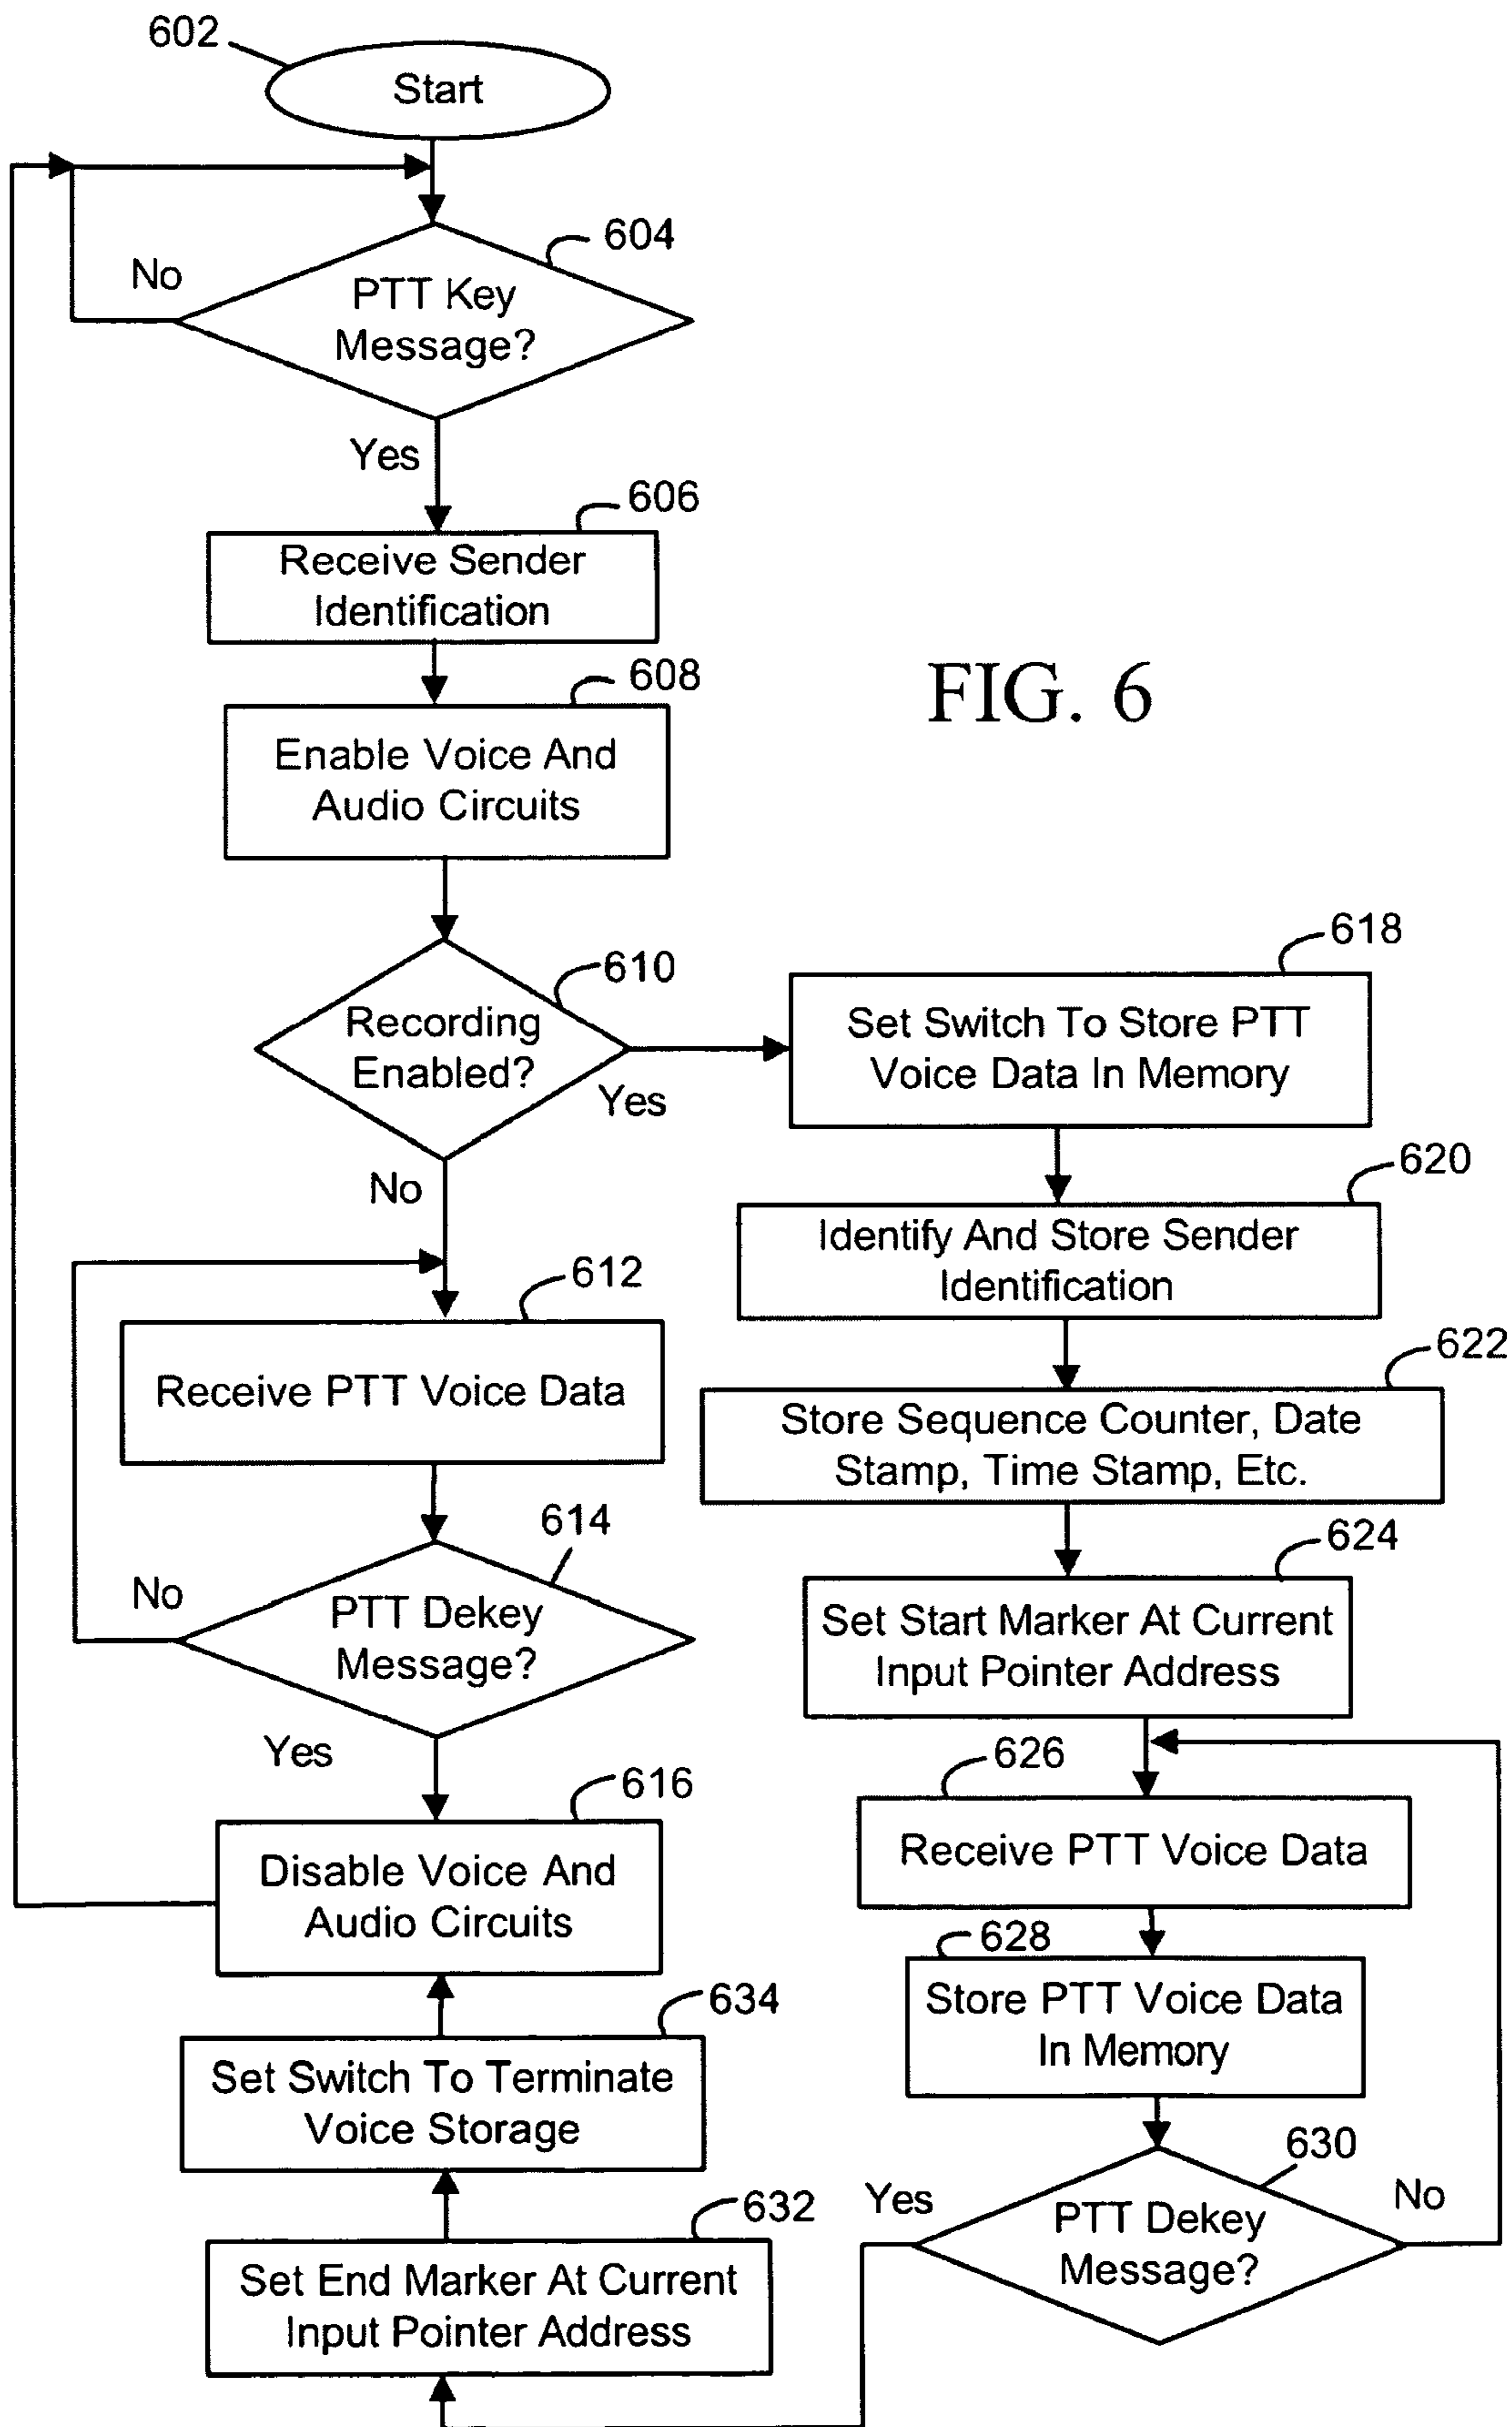 602
Start
604
No
PTT Key
Message?
Yes
606
Receive Sender
Identification
FIG. 6
608
Enable Voice And
Audio Circuits
610
Recording
Enabled?
Yes
No
618
Set Switch To Store PTT
Voice Data In Memory
620
Identify And Store Sender
Identification
612
Receive PTT Voice Data
622
Store Sequence Counter, Date
Stamp, Time Stamp, Etc.
614
No
PTT Dekey
Message?
Yes
624
Set Start Marker At Current
Input Pointer Address
616
Disable Voice And
Audio Circuits
626
Receive PTT Voice Data
628
Store PTT Voice Data
In Memory
634
Set Switch To Terminate
Voice Storage
630
Yes
No
PTT Dekey
Message?
632
Set End Marker At Current
Input Pointer Address